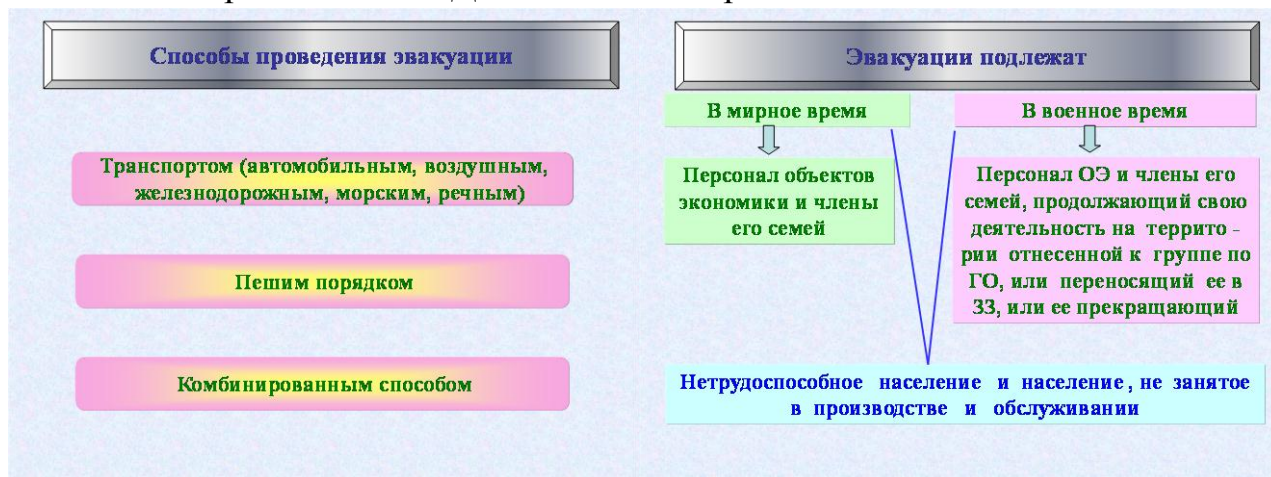 Способы проведения эвакуации
Транспортом (автомобильным, воздушным,
железнодорожным, морским, речным)
Пешим порядком
Комбинированным способом
Эвакуации подлежат
В мирное время
Персонал объектов
экономики и члены
его семей
В военное время
Персонал ОЭ и члены его
семей, продолжающий свою
деятельность на террито -
рии отнесенной к группе по
ГО, или переносящий ее в
ЗЗ, или ее прекращающий
Нетрудоспособное население и население, не занятое
в производстве и обслуживании